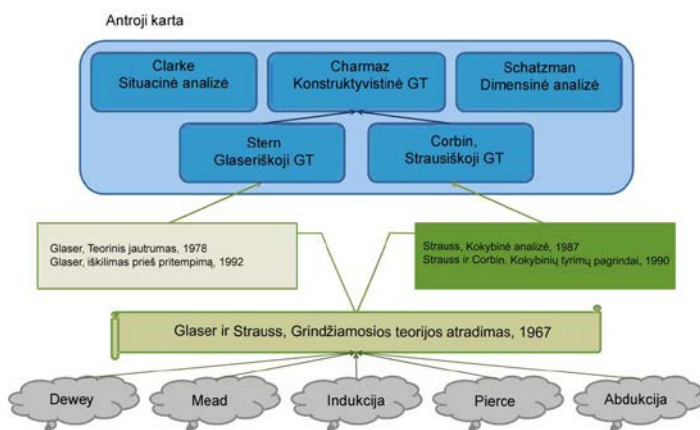 Antroji karta
Clarke
Situacinė analizė
Charmaz
Konstruktyvistinė GT
Schatzman
Dimensinė analizė
Stern
Glaseriškoji GT
Corbin,
Strausiškoji GT
Glaser, Teorinis jautrumas, 1978
Glaser, iškilimas prieš pritempimą, 1992
Strauss, Kokybinė analizė, 1987
Strauss ir Corbin. Kokybinių tyrimų pagrindai, 1990
Glaser ir Strauss, Grindžiamosios teorijos atradimas, 1967
Dewey
Mead
Indukcija
Pierce
Abdukcija